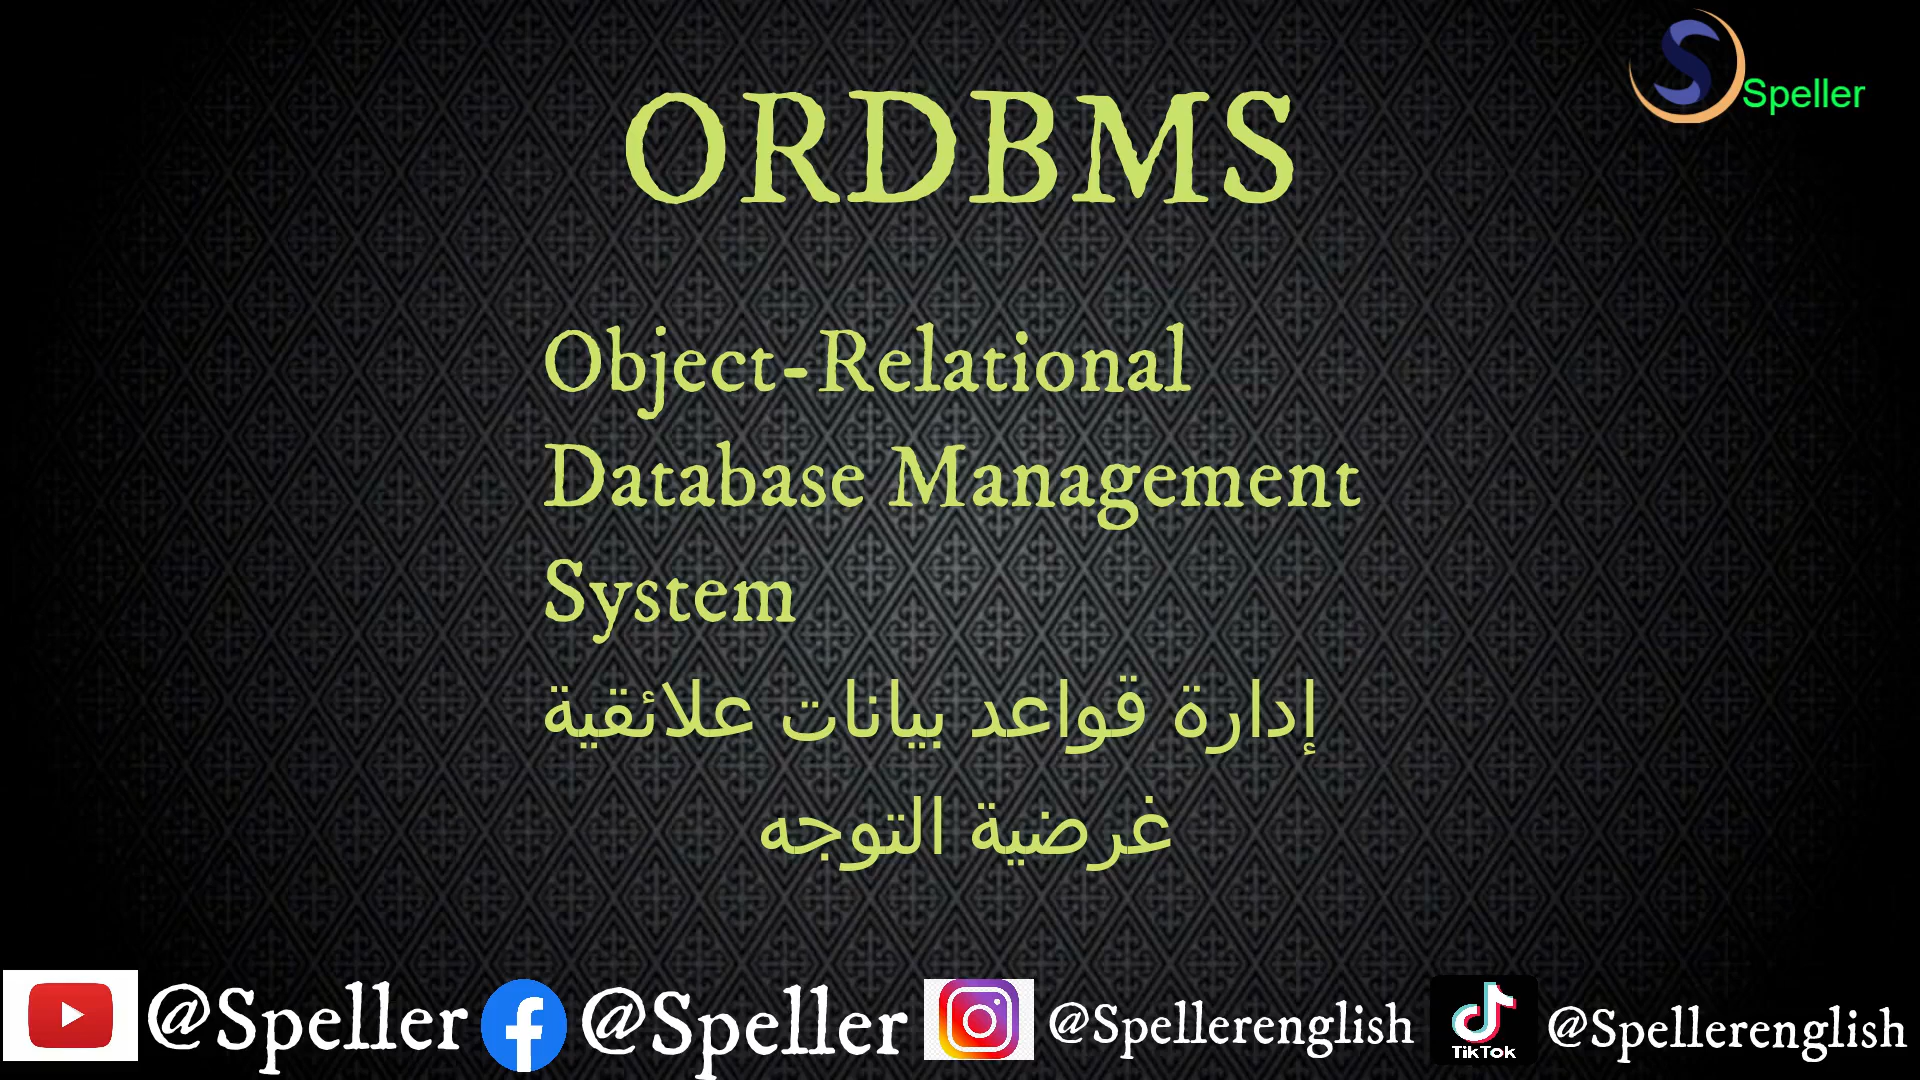 Speller
ORDBMS
Object-Relational
Database Management
System
إدارة قواعد بيانات علائقية
غرضية التوجه
@Speller @Speller @Spellerenglish TikTok @Spellerenglish